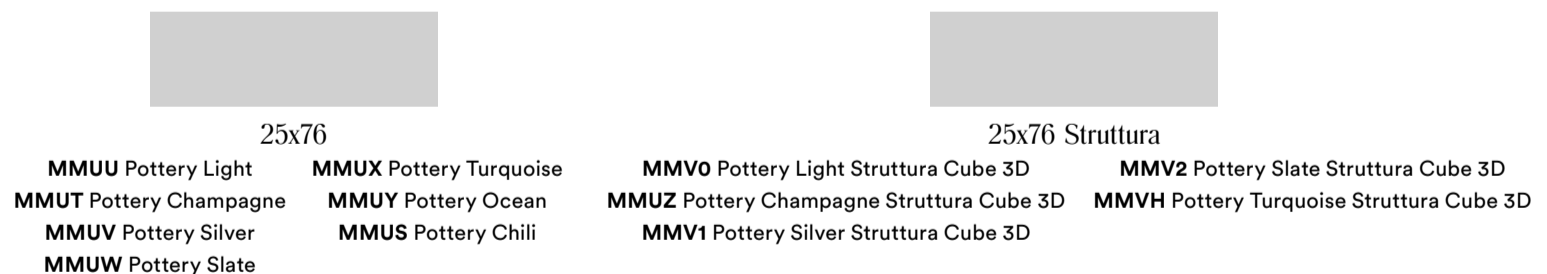 25x76
MMUU Pottery Light
MMUT Pottery Champagne
MMUV Pottery Silver
MMUW Pottery Slate
MMUX Pottery Turquoise
MMUY Pottery Ocean
MMUS Pottery Chili
25x76 Struttura
MMV0 Pottery Light Struttura Cube 3D
MMUZ Pottery Champagne Struttura Cube 3D
MMV1 Pottery Silver Struttura Cube 3D
MMV2 Pottery Slate Struttura Cube 3D
MMVH Pottery Turquoise Struttura Cube 3D